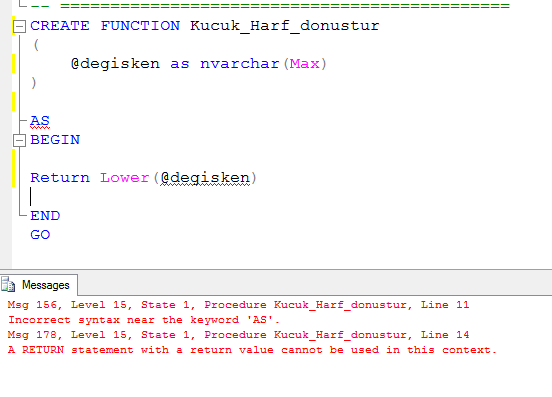 -- =============================================
CREATE FUNCTION Kucuk_Harf_donustur
(
@degisken as nvarchar(Max)
)
AS
BEGIN
Return Lower(@degisken)
END
GO
Messages
Msg 156, Level 15, State 1, Procedure Kucuk_Harf_donustur, Line 11
Incorrect syntax near the keyword 'AS'.
Msg 178, Level 15, State 1, Procedure Kucuk_Harf_donustur, Line 14
A RETURN statement with a return value cannot be used in this context.